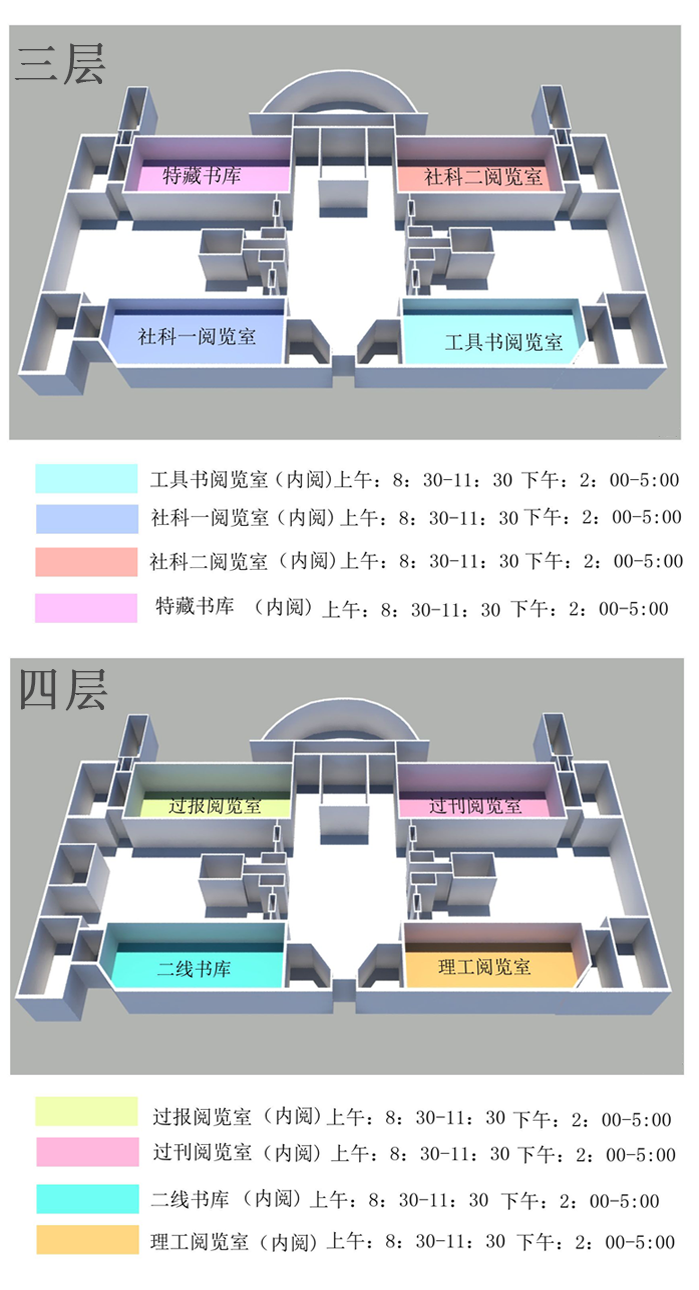 三层
特藏书库
社科二阅览室
社科一阅览室
工具书阅览室
工具书阅览室(内阅)上午：8：30-11：30 下午：2：00-5:00
社科一阅览室(内阅)上午：8：30-11：30下午：2：00-5:00
社科二阅览室(内阅)上午：8：30-11：30 下午：2：00-5:00
特藏书库 (内阅) 上午：8：30-11：30 下午：2：00-5:00
四层
过报阅览室
过刊阅览室
二线书库
理工阅览室
过报阅览室(内阅)上午：8：30-11：30 下午：2：00-5:00
过刊阅览室(内阅) 上午：8：30-11：30 下午：2：00-5:00
二线书库(内阅) 上午：8：30-11：30 下午：2：00-5:00
理工阅览室(内阅) 上午：8：30-11：30 下午：2：00-5:00